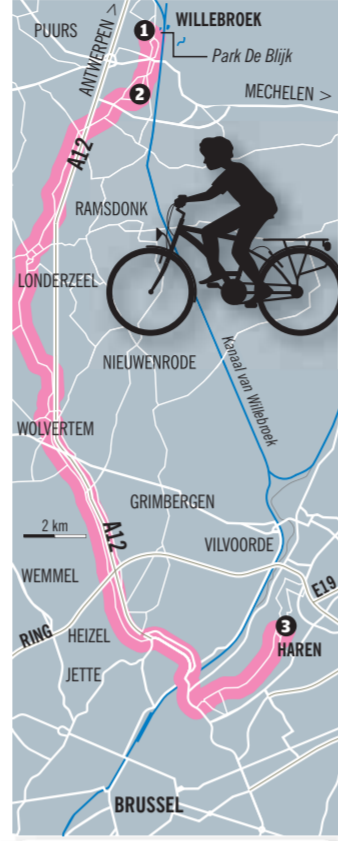 WILLEBROEK
1
PUURS
Park De Blijk
ANTWERPEN >
2
MECHELEN >
A12
RAMSDONK
LONDERZEEL
NIEUWENRODE
Kanaal van Willebroek
WOLVERTEM
GRIMBERGEN
2 km
A12
VILVOORDE
WEMMEL
E19
RING
HEIZEL
3
HAREN
JETTE
BRUSSEL